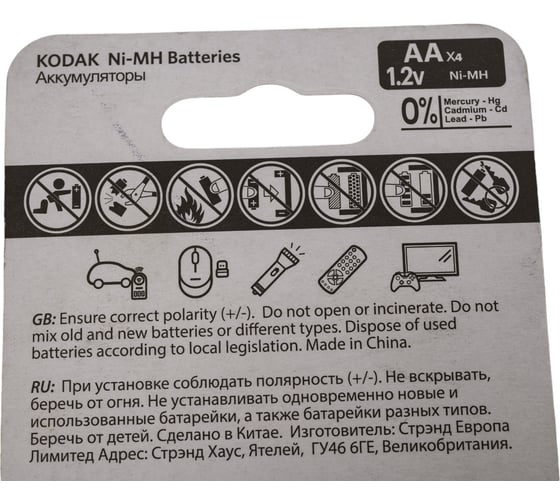 KODAK Ni-MH Batteries
Аккумуляторы
AA X4
1.2v Ni-MH
0% Mercury - Hg
Cadmium - Cd
Lead - Pb
GB: Ensure correct polarity (+/-). Do not open or incinerate. Do not
mix old and new batteries or different types. Dispose of used
batteries according to local legislation. Made in China.
RU: При установке соблюдать полярность (+/-). Не вскрывать,
беречь от огня. Не устанавливать одновременно новые и
использованные батарейки, а также батарейки разных типов.
Беречь от детей. Сделано в Китае. Изготовитель: Стрэнд Европа
Лимитед Адрес: Стрэнд Хаус, Ятелей, ГУ46 6ГЕ, Великобритания.